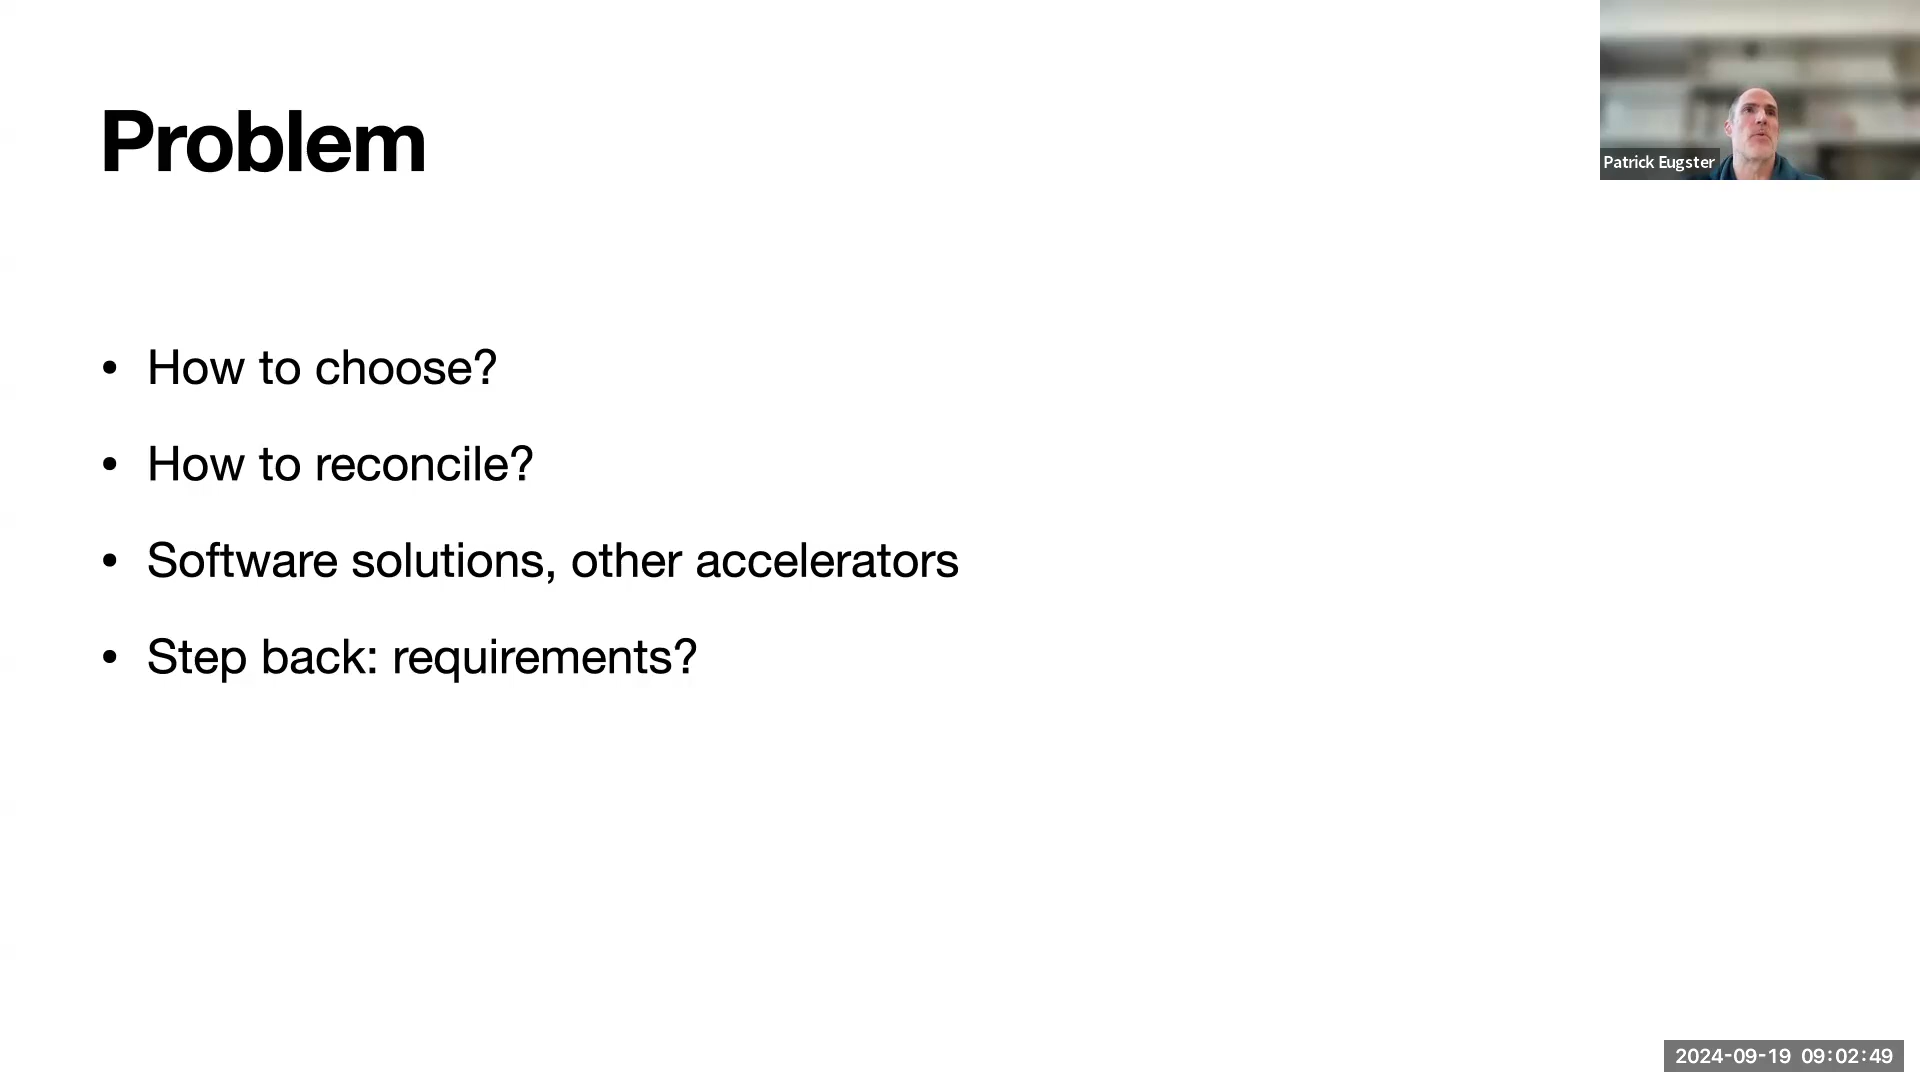 Problem
Patrick Eugster
• How to choose?
• How to reconcile?
• Software solutions, other accelerators
• Step back: requirements?
2024-09-19 09:02:49